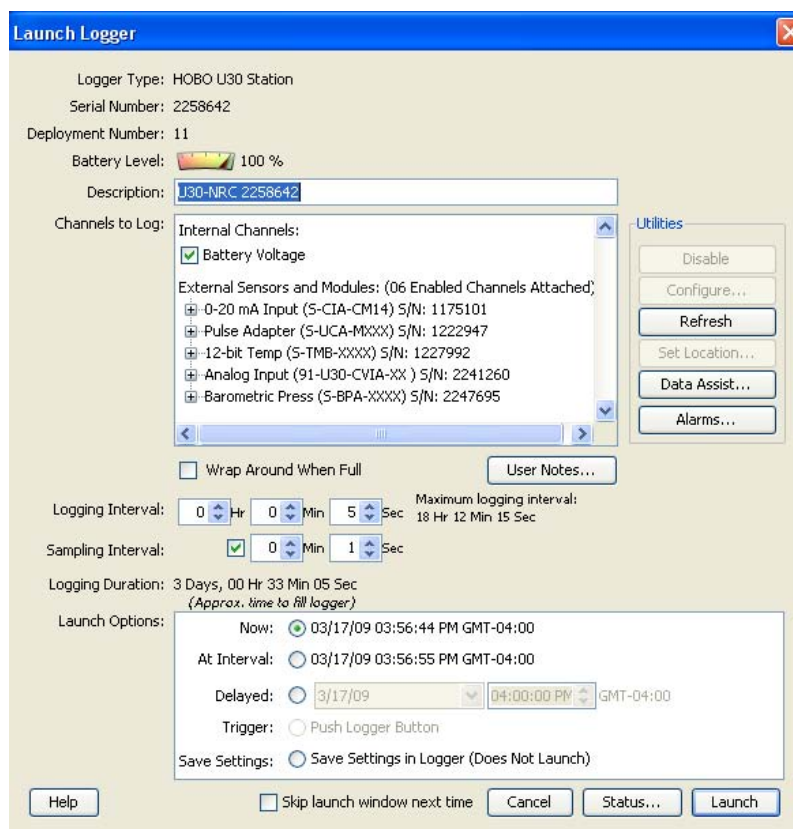 Launch Logger
Logger Type: HOBO U30 Station
Serial Number: 2258642
Deployment Number: 11
Battery Level: 100 %
Description: U30-NRC 2258642
Channels to Log: Internal Channels:
Battery Voltage
External Sensors and Modules: (06 Enabled Channels Attached)
0-20 mA Input (S-CIA-CM14) S/N: 1175101
Pulse Adapter (S-UCA-MXXX) S/N: 1222947
12-bit Temp (S-TMB-XXXX) S/N: 1227992
Analog Input (91-U30-CVIA-XX ) S/N: 2241260
Barometric Press (S-BPA-XXXX) S/N: 2247695
Utilities
Disable
Configure...
Refresh
Set Location...
Data Assist...
Alarms...
Wrap Around When Full User Notes...
Logging Interval: 0 Hr 0 Min 5 Sec
Maximum logging interval:
18 Hr 12 Min 15 Sec
Sampling Interval: 0 Min 1 Sec
Logging Duration: 3 Days, 00 Hr 33 Min 05 Sec
(Approx. time to fill logger)
Launch Options: Now: 03/17/09 03:56:44 PM GMT-04:00
At Interval: 03/17/09 03:56:55 PM GMT-04:00
Delayed: 3/17/09 04:00:00 PM GMT-04:00
Trigger: Push Logger Button
Save Settings: Save Settings in Logger (Does Not Launch)
Help Skip launch window next time Cancel Status... Launch